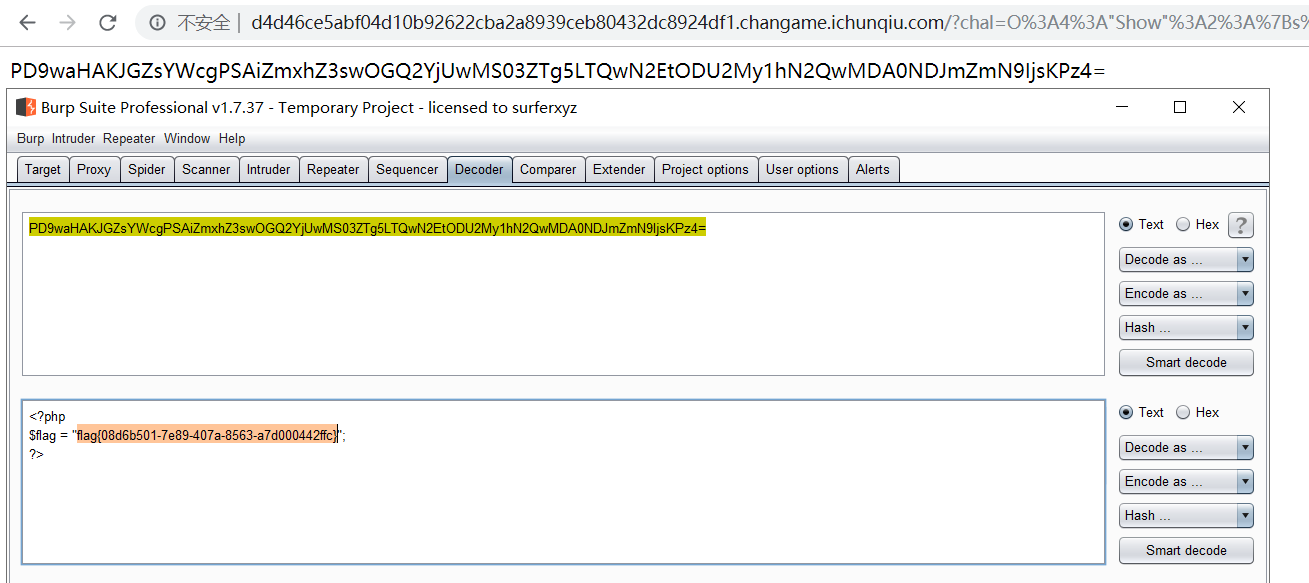 不安全 | d4d46ce5abf04d10b92622cba2a8939ceb80432dc8924df1.changame.ichunqiu.com/?chal=O%3A4%3A"Show"%3A2%3A%7Bs%
PD9waHAKJGZsYWcgPSAiZmxhZ3swOGQ2YjUwMS03ZTg5LTQwN2EtODU2My1hN2QwMDA0NDJmZmN9IjsKPz4=
Burp Suite Professional v1.7.37 - Temporary Project - licensed to surferxyz
Burp Intruder Repeater Window Help
Target Proxy Spider Scanner Intruder Repeater Sequencer Decoder Comparer Extender Project options User options Alerts
PD9waHAKJGZsYWcgPSAiZmxhZ3swOGQ2YjUwMS03ZTg5LTQwN2EtODU2My1hN2QwMDA0NDJmZmN9IjsKPz4=
Text Hex ?
Decode as ...
Encode as ...
Hash ...
Smart decode
<?php
$flag = "flag{08d6b501-7e89-407a-8563-a7d000442ffc}";
?>
Text Hex
Decode as ...
Encode as ...
Hash ...
Smart decode